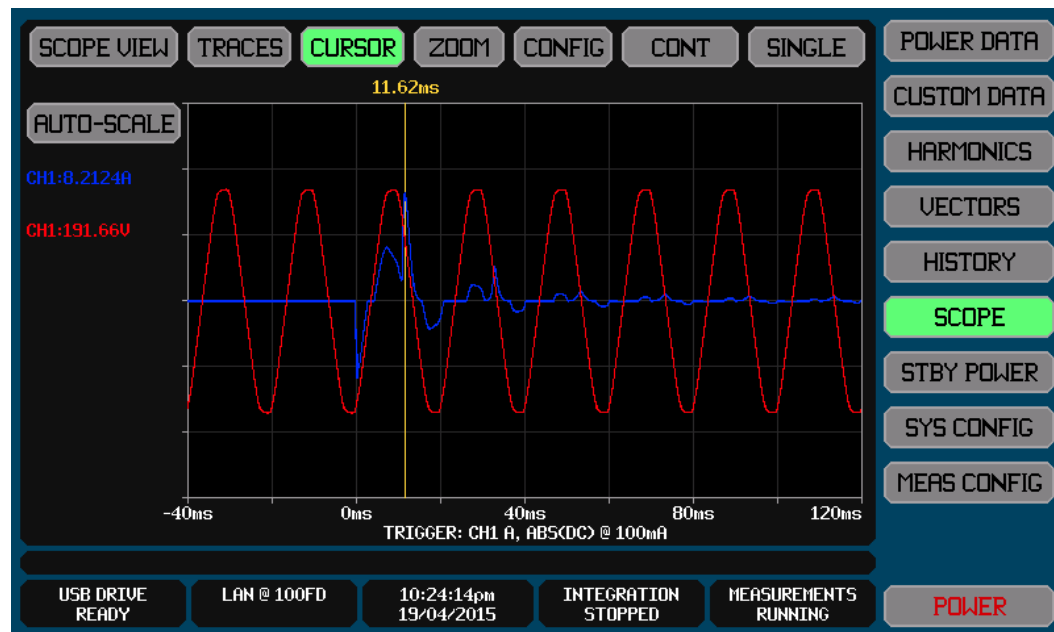 SCOPE VIEW TRACES CURSOR ZOOM CONFIG CONT SINGLE
11.62ms
AUTO-SCALE
CH1:8.2124A
CH1:191.66V
-40ms 0ms 40ms 80ms 120ms
TRIGGER: CH1 A, ABS(DC) @ 100mA
USB DRIVE
READY
LAN @ 100FD
10:24:14pm
19/04/2015
INTEGRATION
STOPPED
MEASUREMENTS
RUNNING
POWER DATA
CUSTOM DATA
HARMONICS
VECTORS
HISTORY
SCOPE
STBY POWER
SYS CONFIG
MEAS CONFIG
POWER